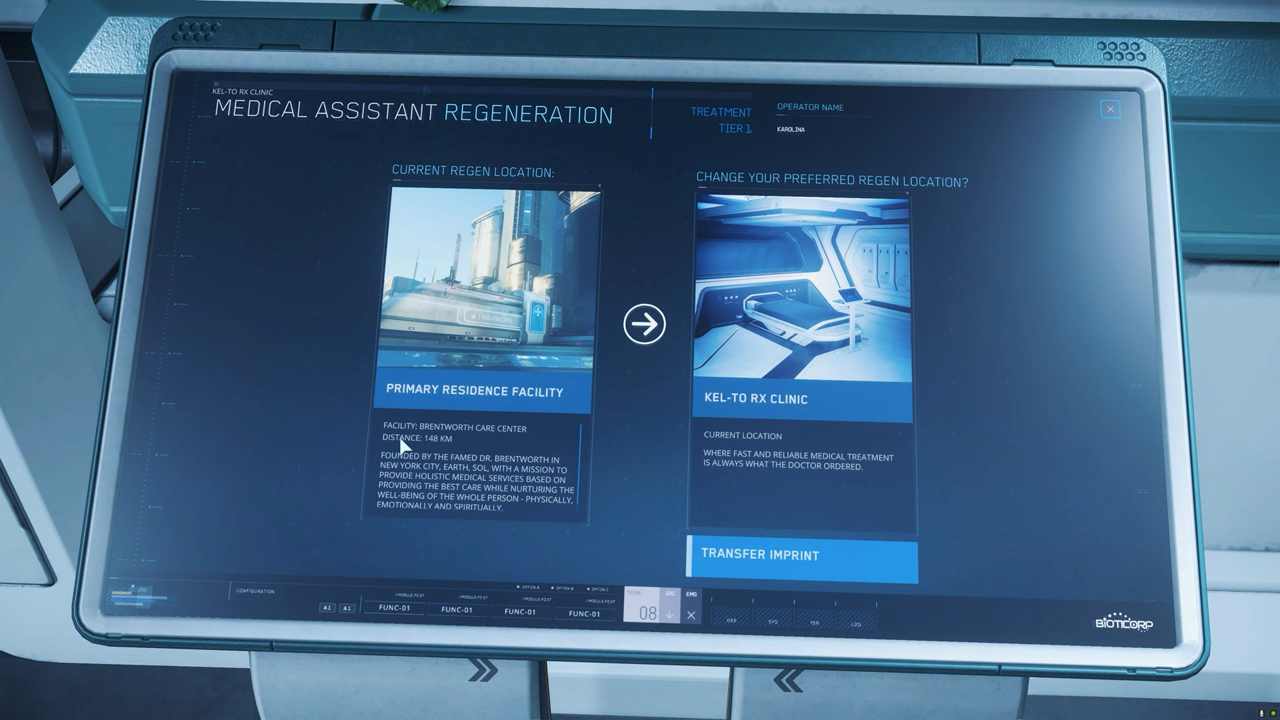 KEL-TO RX CLINIC
MEDICAL ASSISTANT REGENERATION
TREATMENT
TIER 1
OPERATOR NAME
KAROLINA
CURRENT REGEN LOCATION:
PRIMARY RESIDENCE FACILITY
FACILITY: BRENTWORTH CARE CENTER
DISTANCE: 148 KM
FOUNDED BY THE FAMED DR. BRENTWORTH IN
NEW YORK CITY, EARTH, SOL, WITH A MISSION TO
PROVIDE HOLISTIC MEDICAL SERVICES BASED ON
PROVIDING THE BEST CARE WHILE NURTURING THE
WELL-BEING OF THE WHOLE PERSON - PHYSICALLY,
EMOTIONALLY AND SPIRITUALLY.
CHANGE YOUR PREFERRED REGEN LOCATION?
KEL-TO RX CLINIC
CURRENT LOCATION
WHERE FAST AND RELIABLE MEDICAL TREATMENT
IS ALWAYS WHAT THE DOCTOR ORDERED.
TRANSFER IMPRINT
CONFIGURATION
A1 A1
FUNC-01 FUNC-01 FUNC-01 FUNC-01
08
EMG
BIOTICORP